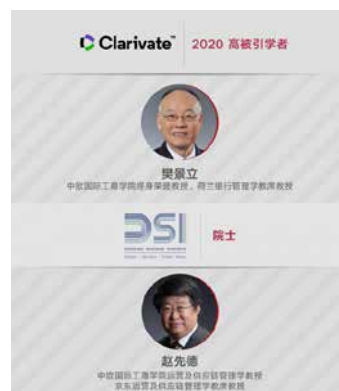 Clarivate™ 2020 高被引学者
樊景立
中欧国际工商学院终身荣誉教授、荷兰银行管理学教席教授
DSI 院士
赵先德
中欧国际工商学院运营及供应链管理学教授
京东运营及供应链管理学教席教授